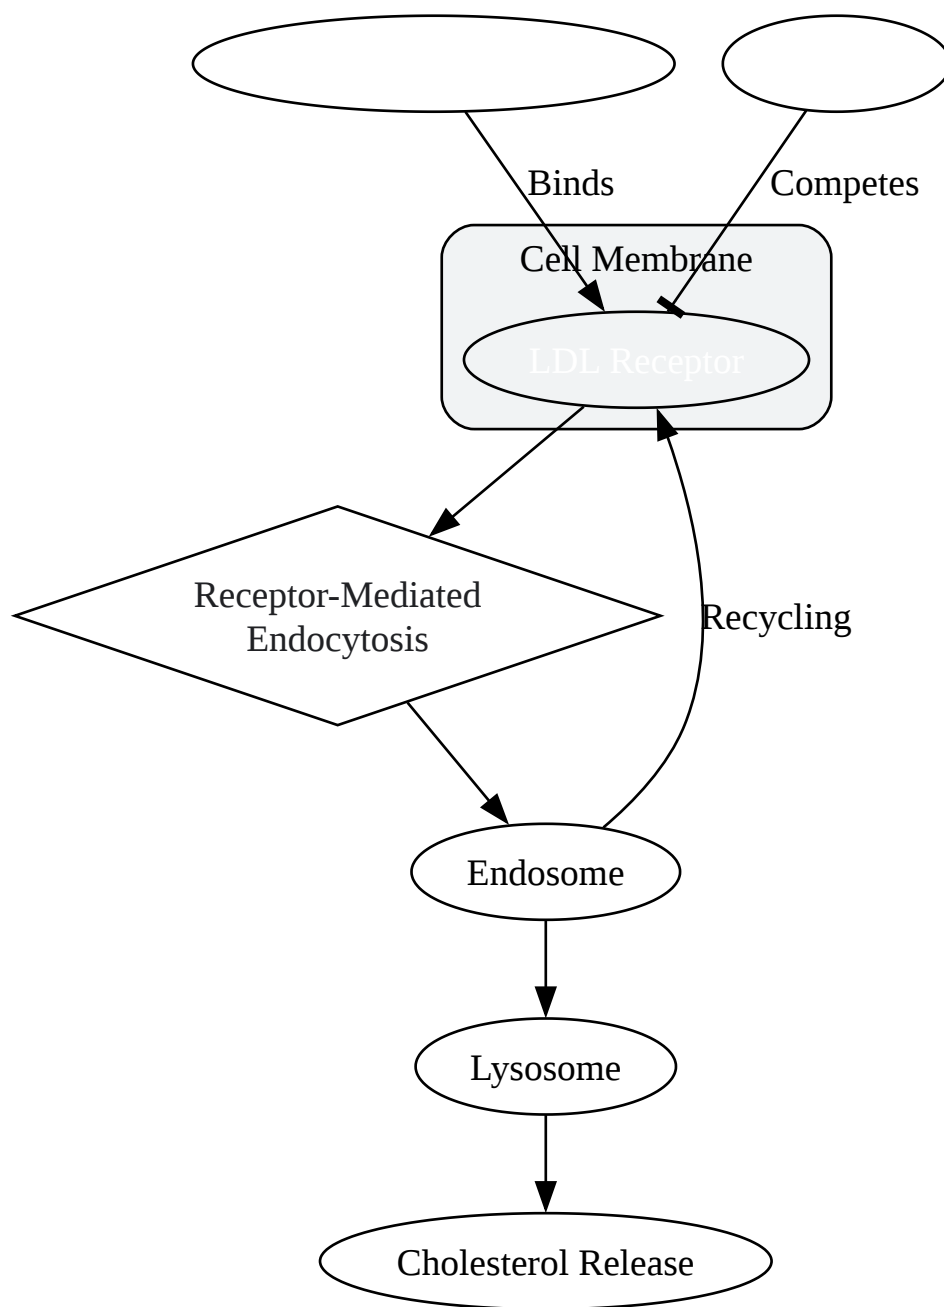 Binds
Competes
Cell Membrane
LDL Receptor
Receptor-Mediated
Endocytosis
Recycling
Endosome
Lysosome
Cholesterol Release